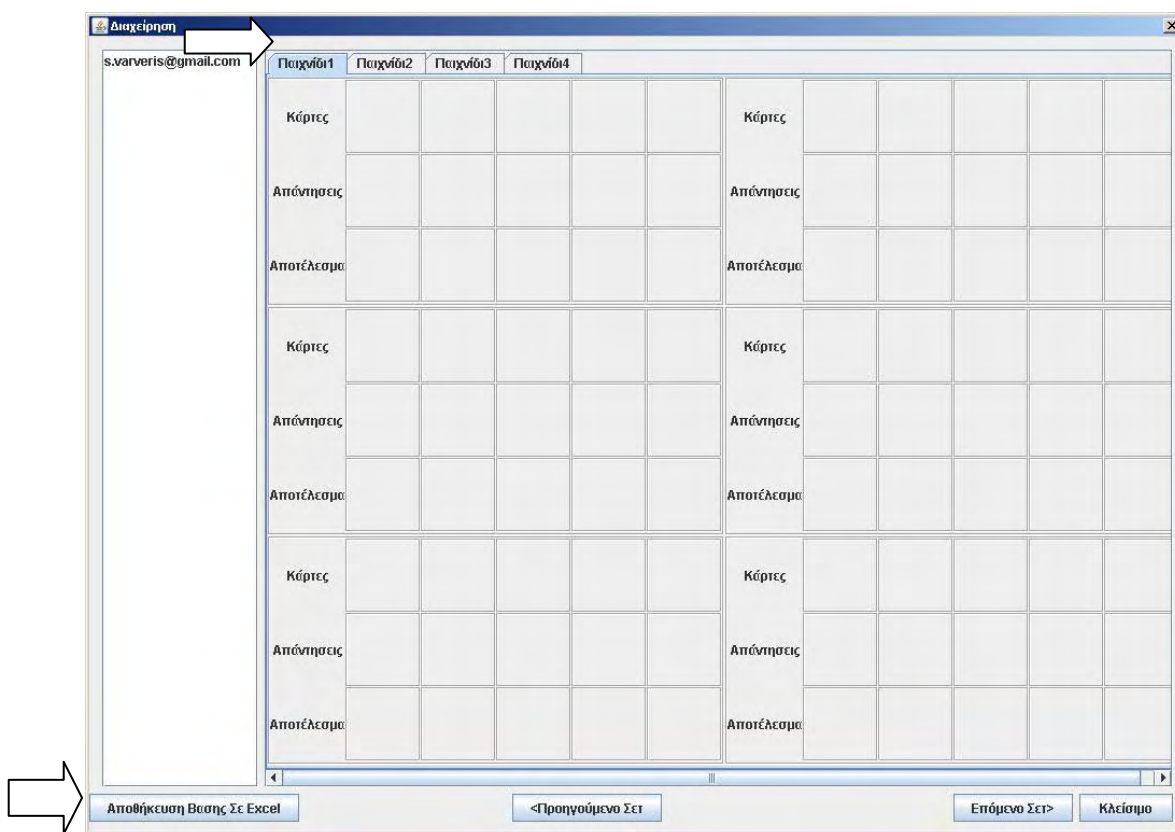 Διαχείρηση
s.varveris@gmail.com
Παιχνίδι1 Παιχνίδι2 Παιχνίδι3 Παιχνίδι4
Κάρτες Κάρτες
Απάντησεις Απάντησεις
Αποτέλεσμα Αποτέλεσμα
Κάρτες Κάρτες
Απάντησεις Απάντησεις
Αποτέλεσμα Αποτέλεσμα
Κάρτες Κάρτες
Απάντησεις Απάντησεις
Αποτέλεσμα Αποτέλεσμα
Αποθήκευση Βασης Σε Excel <Προηγούμενο Σετ Επόμενο Σετ> Κλείσιμο